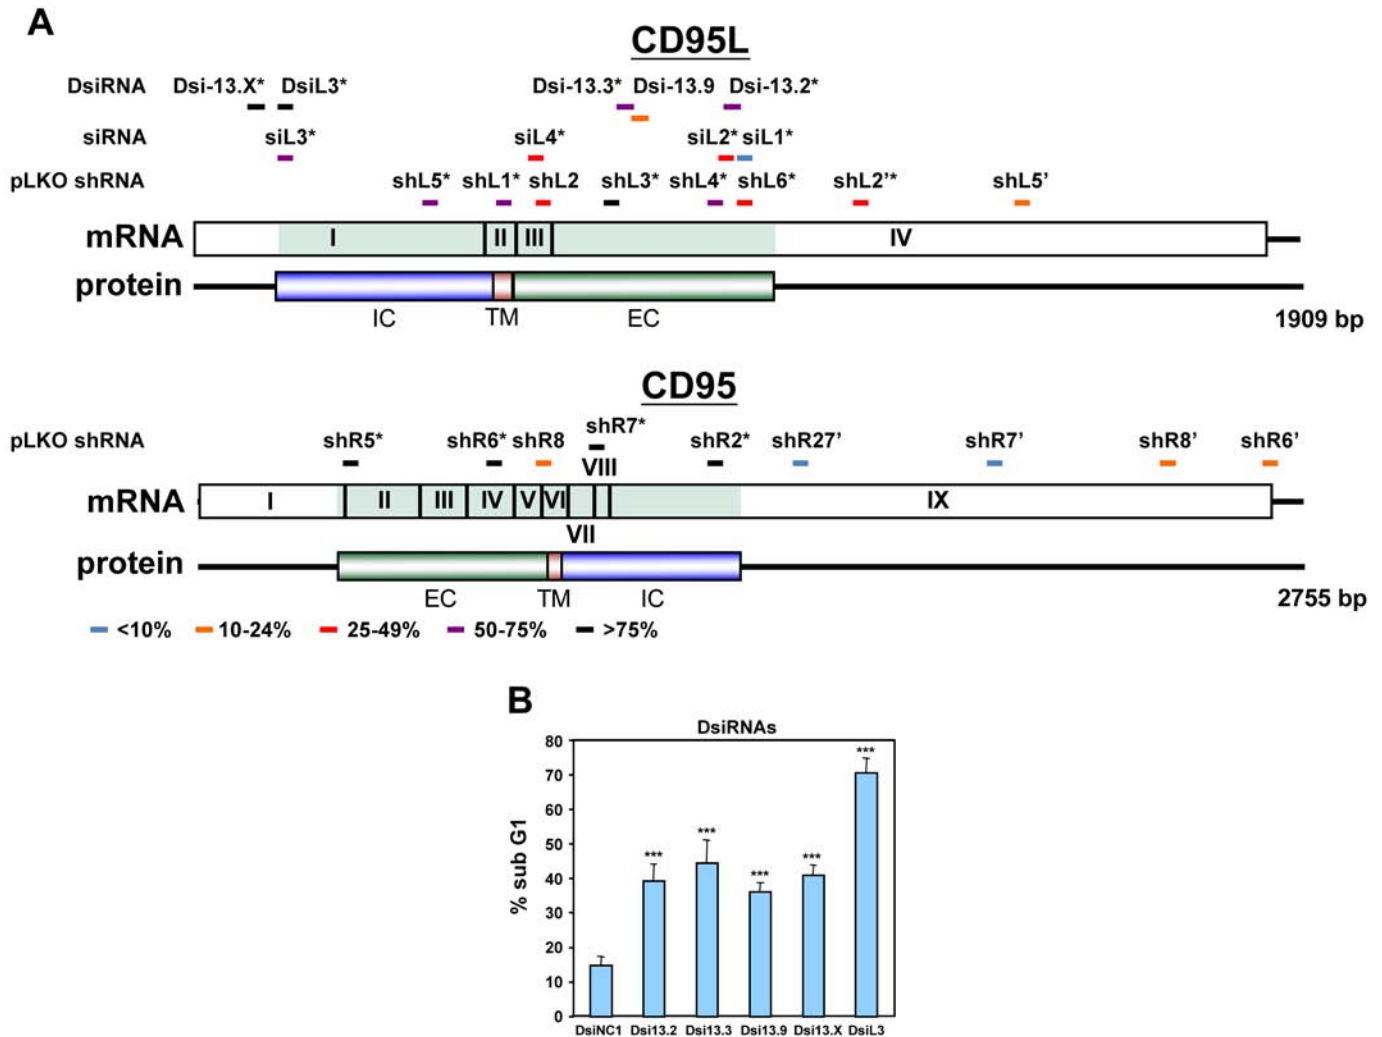 A
CD95L
DsiRNA Dsi-13.X* DsiL3* Dsi-13.3* Dsi-13.9 Dsi-13.2*
siRNA siL3* siL4* siL2* siL1*
pLKO shRNA shL5* shL1* shL2 shL3* shL4* shL6* shL2'* shL5'
mRNA I II III IV
protein
IC TM EC
1909 bp
CD95
shR7*
pLKO shRNA shR5* shR6* shR8 shR2* shR27' shR7' shR8' shR6'
VIII
mRNA I II III IV V VI IX
VII
protein
EC TM IC
2755 bp
<10% 10-24% 25-49% 50-75% >75%
B
DsiRNAs
% sub G1
80
70
60
50
40
30
20
10
0
*** *** *** *** ***
DsiNC1 Dsi13.2 Dsi13.3 Dsi13.9 Dsi13.X DsiL3